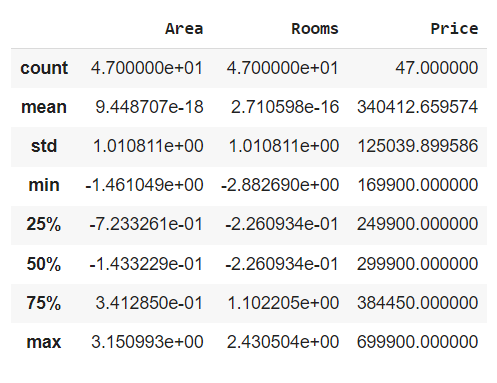 Area Rooms Price
count 4.700000e+01 4.700000e+01 47.000000
mean 9.448707e-18 2.710598e-16 340412.659574
std 1.010811e+00 1.010811e+00 125039.899586
min -1.461049e+00 -2.882690e+00 169900.000000
25% -7.233261e-01 -2.260934e-01 249900.000000
50% -1.433229e-01 -2.260934e-01 299900.000000
75% 3.412850e-01 1.102205e+00 384450.000000
max 3.150993e+00 2.430504e+00 699900.000000